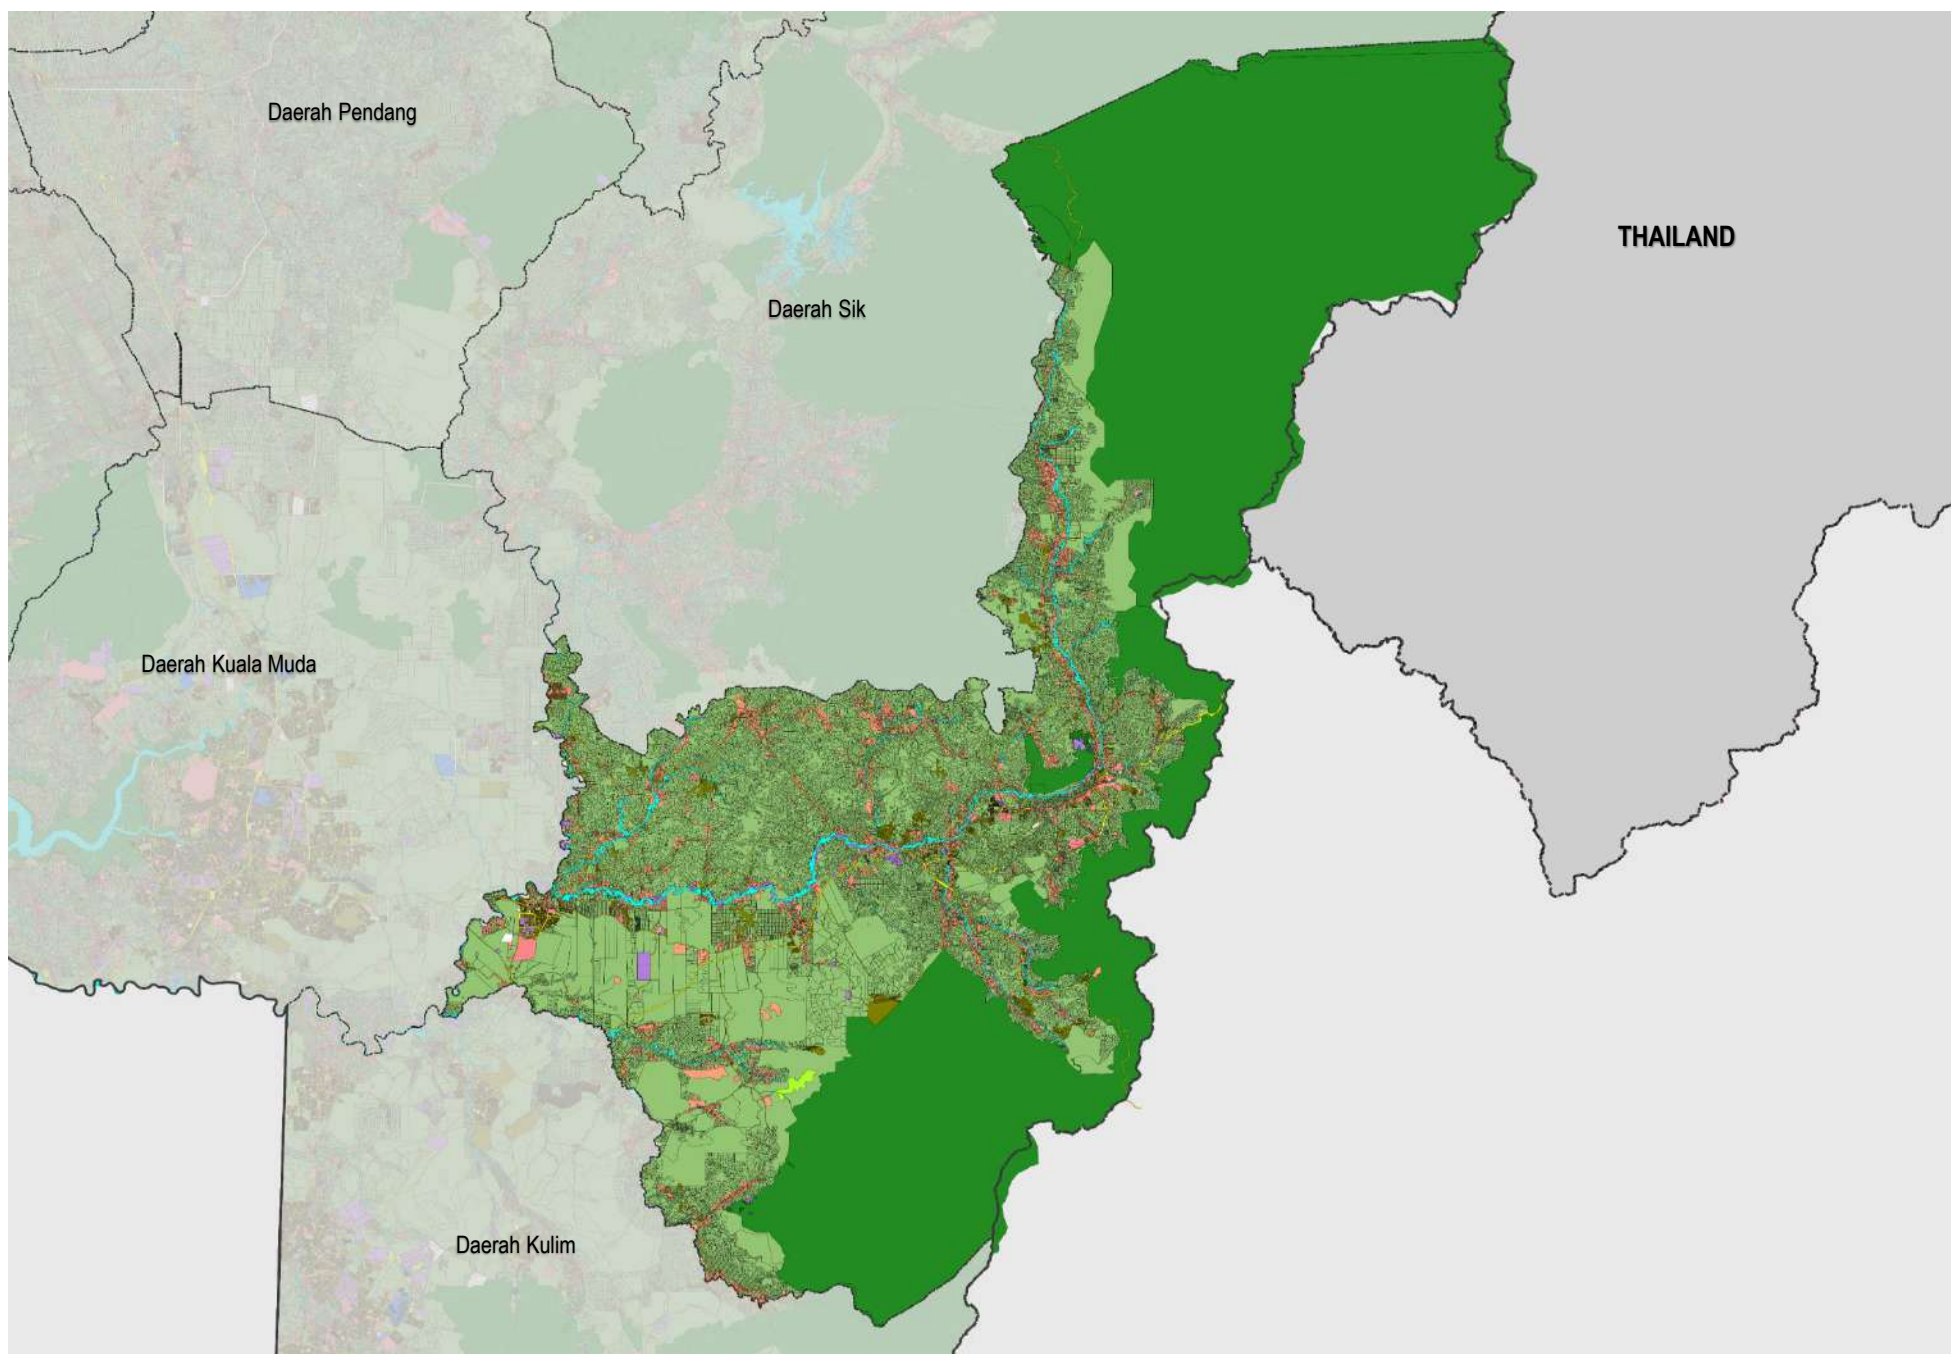 Daerah Pendang
THAILAND
Daerah Sik
Daerah Kuala Muda
Daerah Kulim